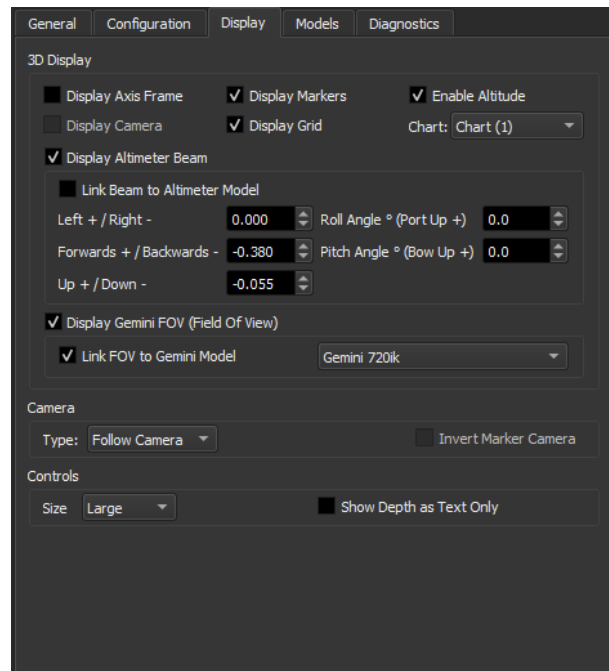 General Configuration Display Models Diagnostics
3D Display
Display Axis Frame Display Markers Enable Altitude
Display Camera Display Grid Chart: Chart (1)
Display Altimeter Beam
Link Beam to Altimeter Model
Left + / Right - 0.000 Roll Angle ° (Port Up +) 0.0
Forwards + / Backwards - -0.380 Pitch Angle ° (Bow Up +) 0.0
Up + / Down - -0.055
Display Gemini FOV (Field Of View)
Link FOV to Gemini Model Gemini 720ik
Camera
Type: Follow Camera Invert Marker Camera
Controls
Size Large Show Depth as Text Only